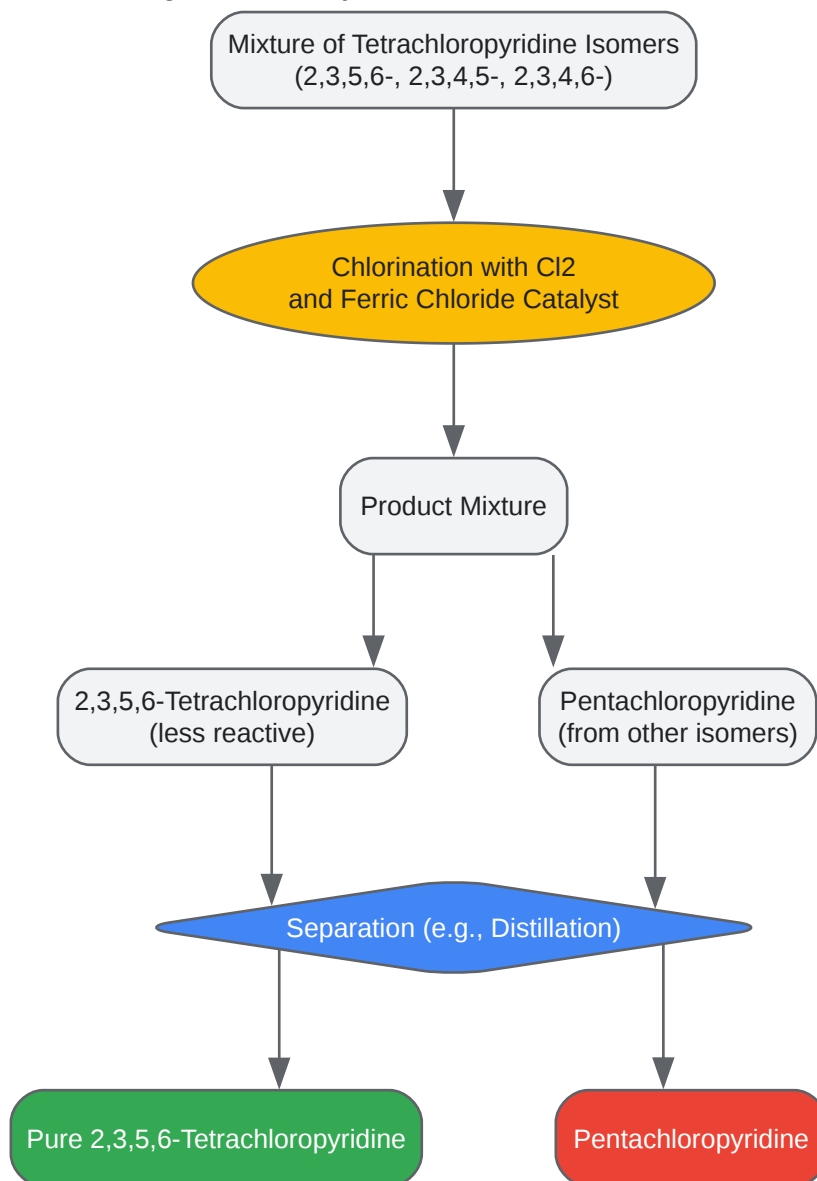 Mixture of Tetrachloropyridine Isomers
(2,3,5,6-, 2,3,4,5-, 2,3,4,6-)
Chlorination with Cl2
and Ferric Chloride Catalyst
Product Mixture
2,3,5,6-Tetrachloropyridine
(less reactive)
Pentachloropyridine
(from other isomers)
Separation (e.g., Distillation)
Pure 2,3,5,6-Tetrachloropyridine
Pentachloropyridine